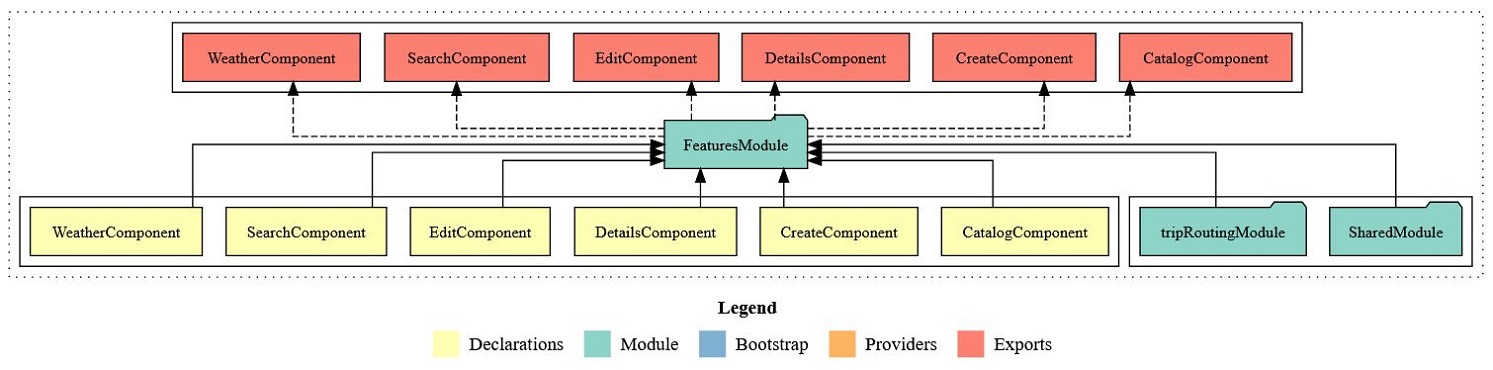 WeatherComponent SearchComponent EditComponent DetailsComponent CreateComponent CatalogComponent
FeaturesModule
WeatherComponent SearchComponent EditComponent DetailsComponent CreateComponent CatalogComponent tripRoutingModule SharedModule
Legend
Declarations Module Bootstrap Providers Exports